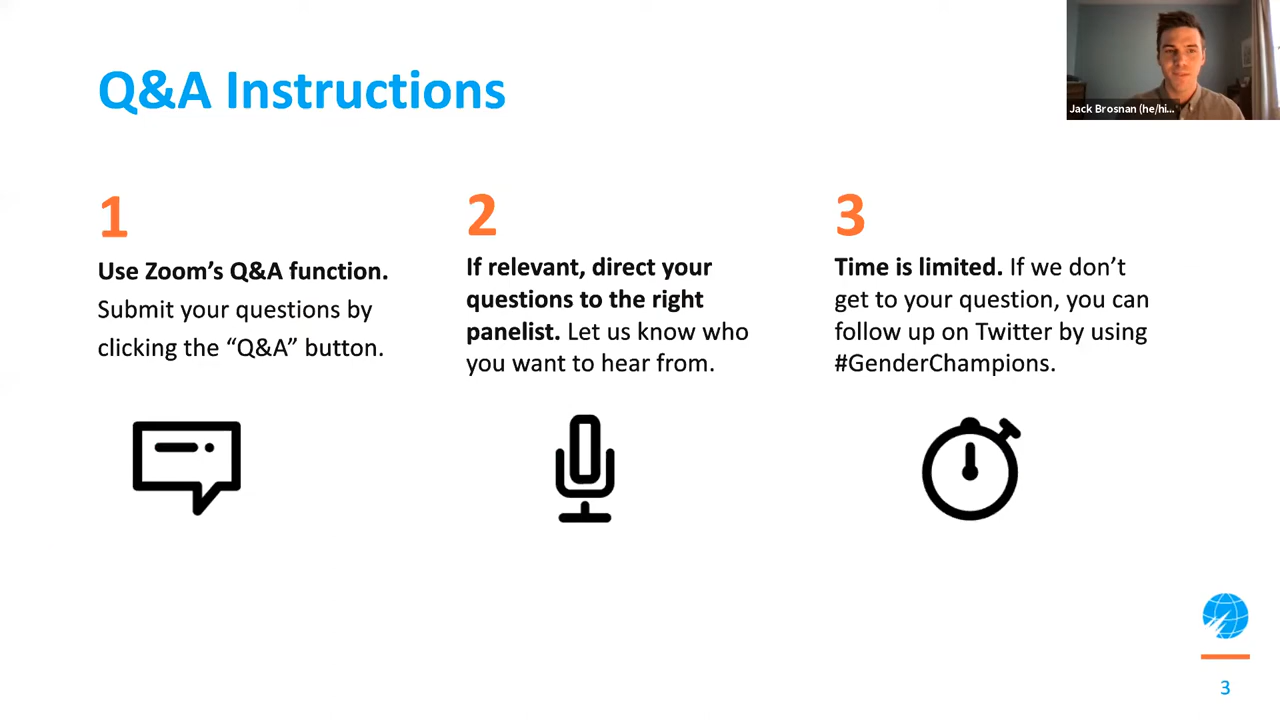 Q&A Instructions
Jack Brosnan (he/hi...
1
Use Zoom’s Q&A function.
Submit your questions by
clicking the “Q&A” button.
2
If relevant, direct your
questions to the right
panelist. Let us know who
you want to hear from.
3
Time is limited. If we don’t
get to your question, you can
follow up on Twitter by using
#GenderChampions.
3